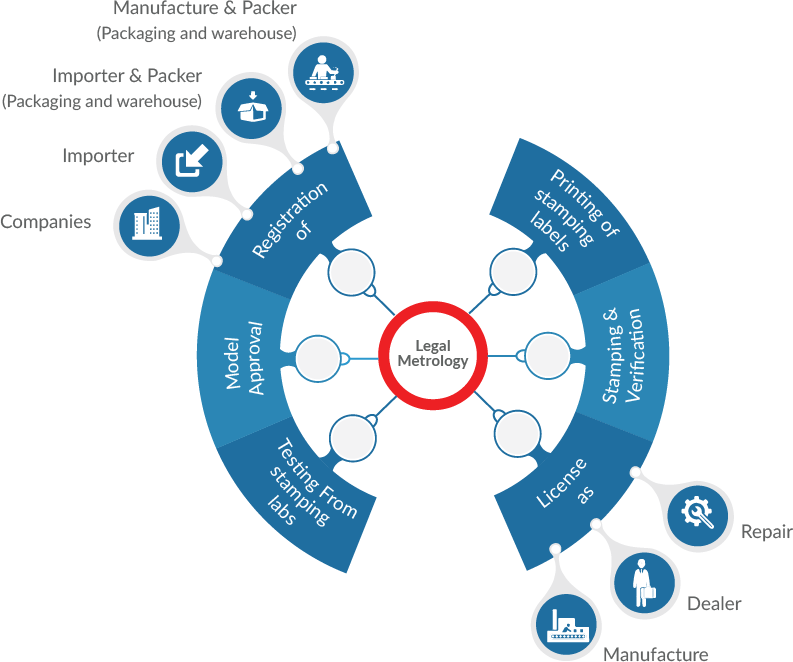 Manufacture & Packer
(Packaging and warehouse)
Importer & Packer
(Packaging and warehouse)
Importer
Companies
Registration
of
Model
Approval
Testing From
stamping
labs
Legal
Metrology
Printing of
stamping
labels
Stamping &
Verification
License
as
Repair
Dealer
Manufacture